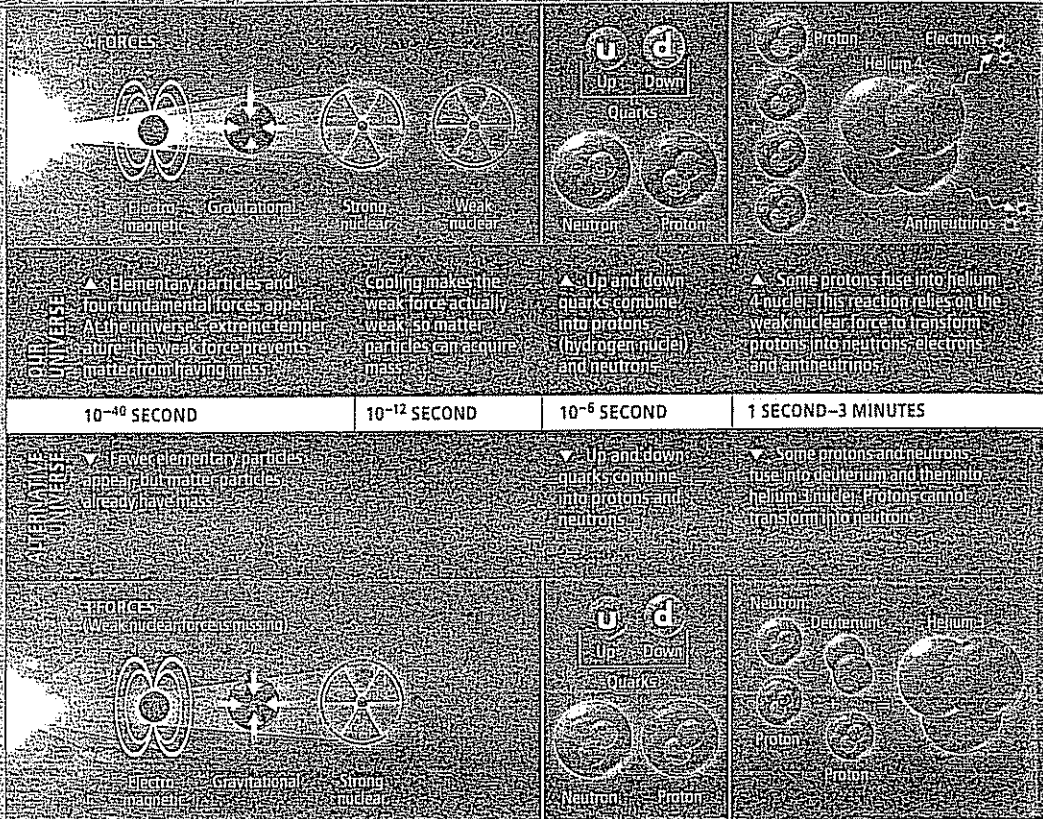 4 FORCES
Electro-
magnetic
Gravitational
Strong
nuclear
Weak
nuclear
u d
Up Down
Quarks
Neutron Proton
Proton
Helium 4
Electrons
Antineutrinos
OUR
UNIVERSE
▲ Elementary particles and
four fundamental forces appear.
At the universe's extreme temper-
ature, the weak force prevents
matter from having mass.
Cooling makes the
weak force actually
weak, so matter
particles can acquire
mass.
▲ Up and down
quarks combine
into protons
(hydrogen nuclei)
and neutrons.
▲ Some protons fuse into helium
4 nuclei. This reaction relies on the
weak nuclear force to transform
protons into neutrons, electrons
and antineutrinos.
10⁻⁴⁰ SECOND
10⁻¹² SECOND
10⁻⁶ SECOND
1 SECOND–3 MINUTES
ALTERNATIVE
UNIVERSE
▼ Fewer elementary particles
appear, but matter particles
already have mass.
▼ Up and down
quarks combine
into protons and
neutrons.
▼ Some protons and neutrons
fuse into deuterium and then into
helium 3 nuclei. Protons cannot
transform into neutrons.
3 FORCES
(Weak nuclear force is missing)
Electro-
magnetic
Gravitational
Strong
nuclear
u d
Up Down
Quarks
Neutron Proton
Neutron
Deuterium
Helium 3
Proton
Proton